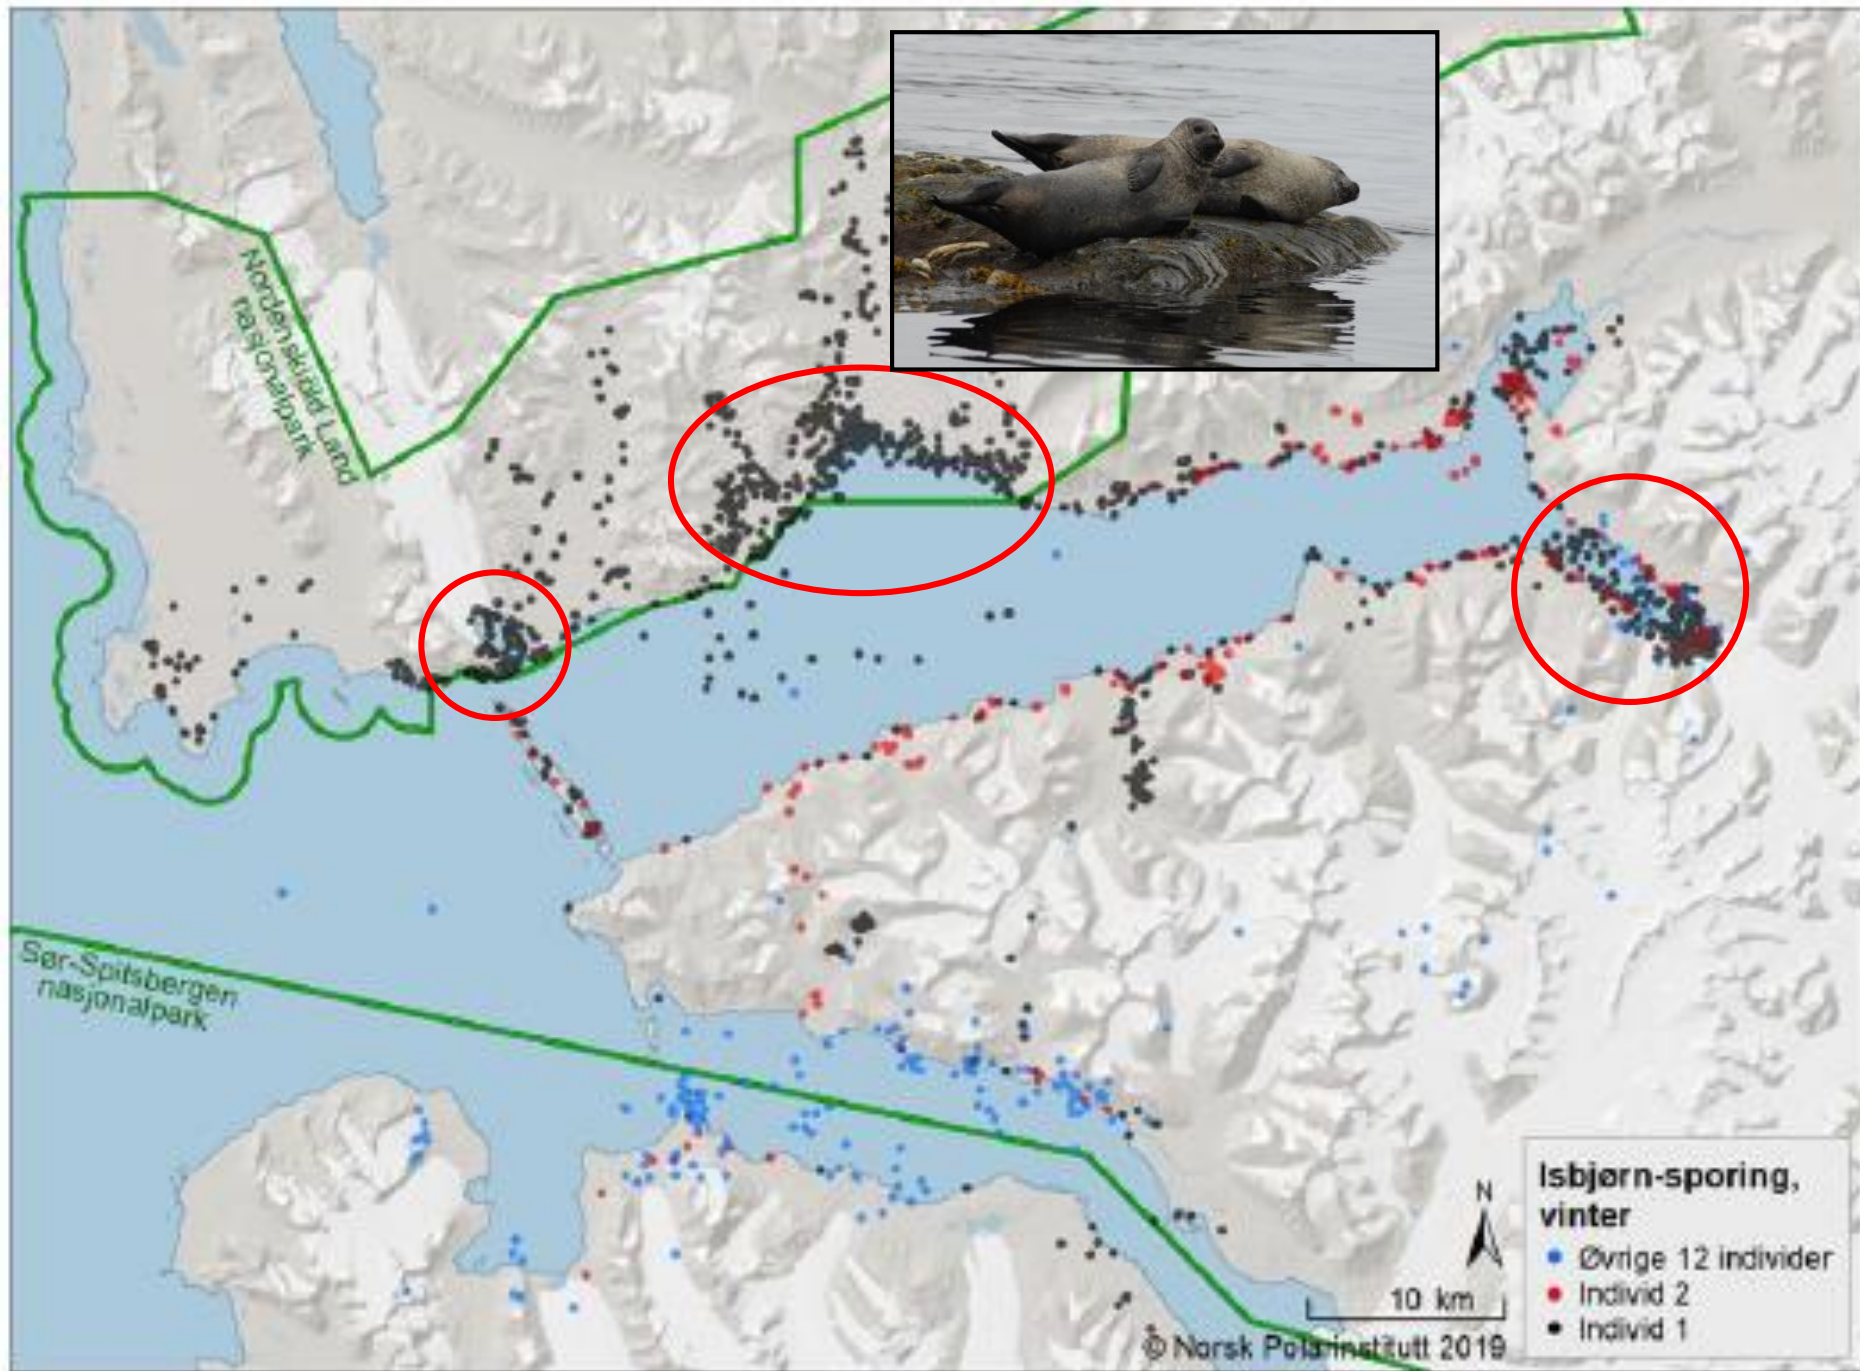 Nordenskiöld Land
nasjonalpark
Sør-Spitsbergen
nasjonalpark
N
10 km
© Norsk Polarinstitutt 2019
Isbjørn-sporing,
vinter
Øvrige 12 individer
Individ 2
Individ 1